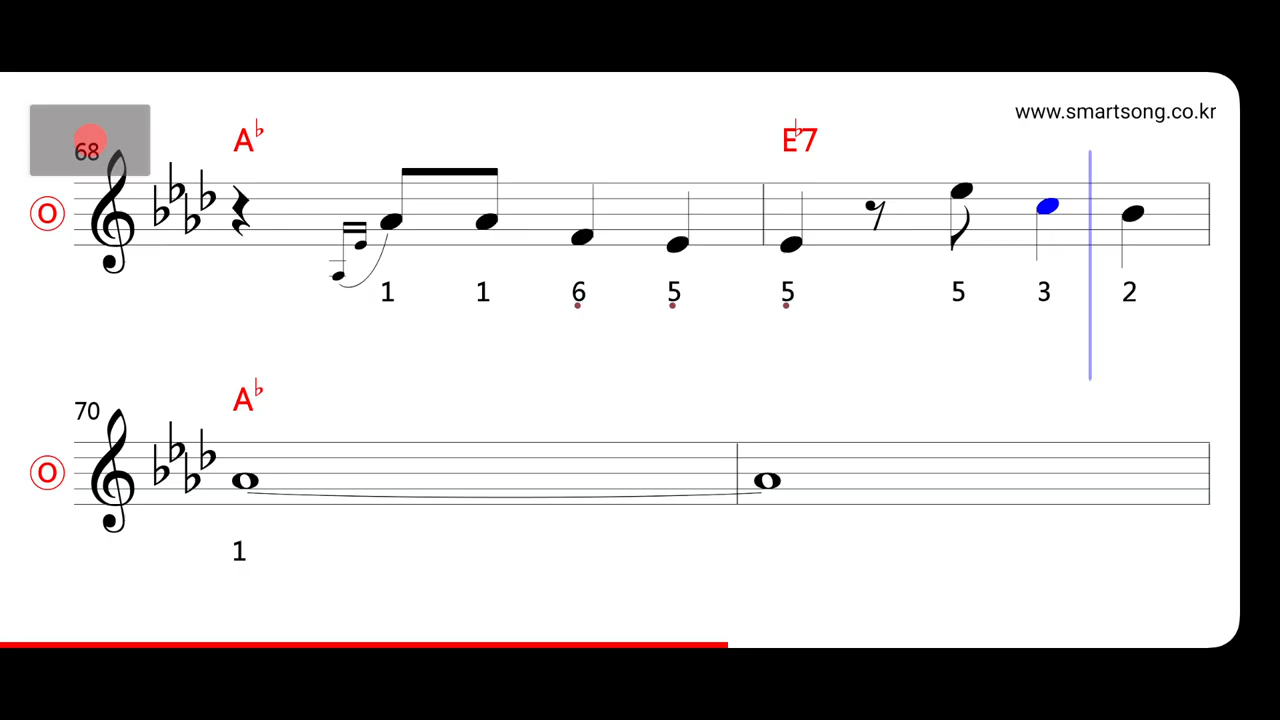 www.smartsong.co.kr
68
A♭ E♭7
O
1 1 6 5 5 5 3 2
70
A♭
O
1